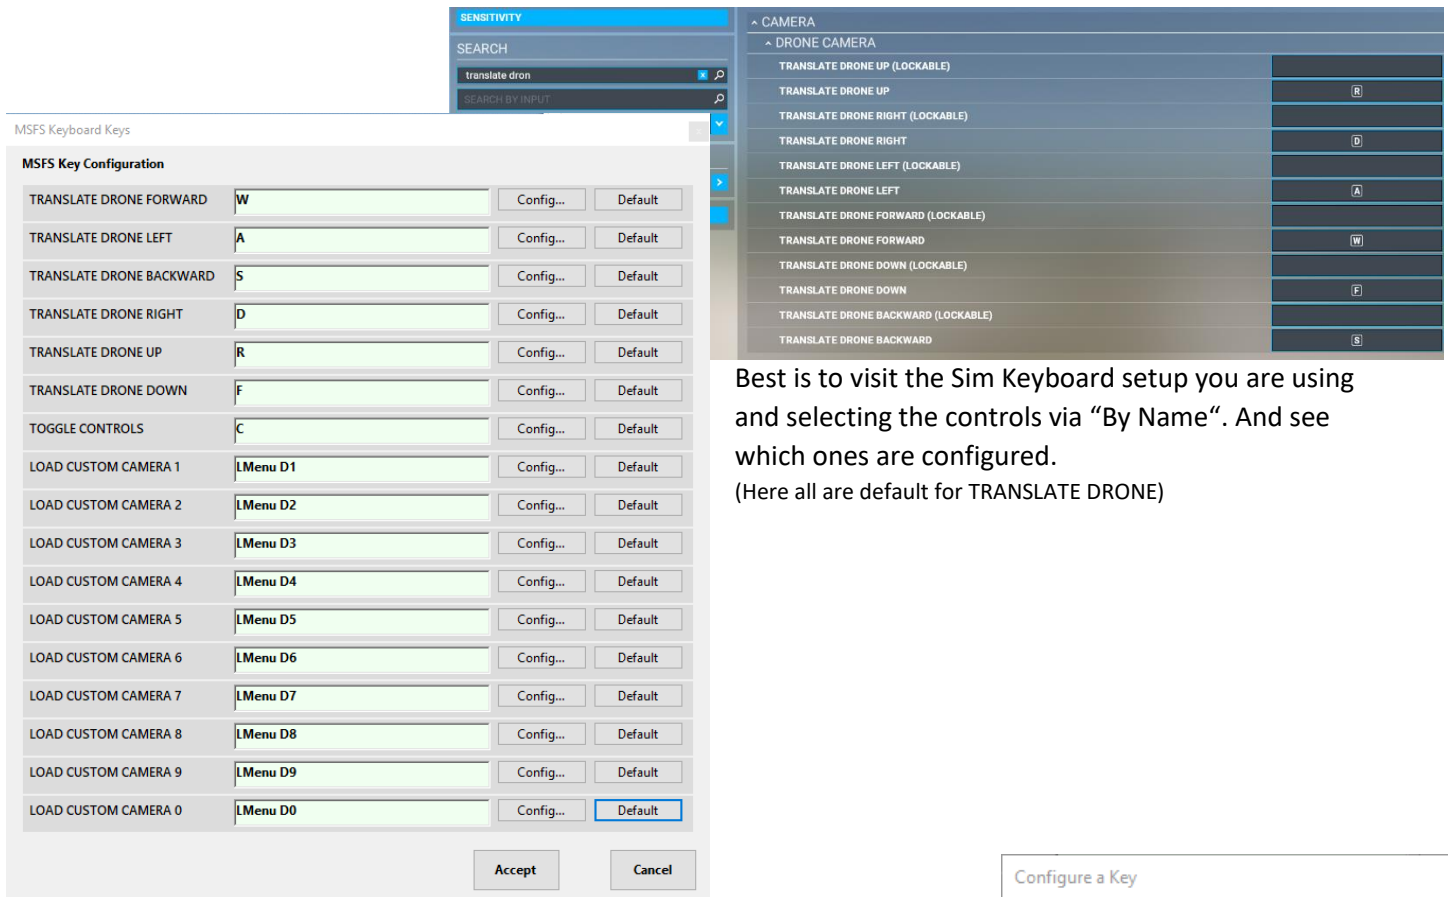 SENSITIVITY
SEARCH
translate dron
SEARCH BY INPUT
CAMERA
DRONE CAMERA
TRANSLATE DRONE UP (LOCKABLE)
TRANSLATE DRONE UP R
TRANSLATE DRONE RIGHT (LOCKABLE)
TRANSLATE DRONE RIGHT D
TRANSLATE DRONE LEFT (LOCKABLE)
TRANSLATE DRONE LEFT A
TRANSLATE DRONE FORWARD (LOCKABLE)
TRANSLATE DRONE FORWARD W
TRANSLATE DRONE DOWN (LOCKABLE)
TRANSLATE DRONE DOWN F
TRANSLATE DRONE BACKWARD (LOCKABLE)
TRANSLATE DRONE BACKWARD S
MSFS Keyboard Keys
MSFS Key Configuration
TRANSLATE DRONE FORWARD W Config... Default
TRANSLATE DRONE LEFT A Config... Default
TRANSLATE DRONE BACKWARD S Config... Default
TRANSLATE DRONE RIGHT D Config... Default
TRANSLATE DRONE UP R Config... Default
TRANSLATE DRONE DOWN F Config... Default
TOGGLE CONTROLS C Config... Default
LOAD CUSTOM CAMERA 1 LMenu D1 Config... Default
LOAD CUSTOM CAMERA 2 LMenu D2 Config... Default
LOAD CUSTOM CAMERA 3 LMenu D3 Config... Default
LOAD CUSTOM CAMERA 4 LMenu D4 Config... Default
LOAD CUSTOM CAMERA 5 LMenu D5 Config... Default
LOAD CUSTOM CAMERA 6 LMenu D6 Config... Default
LOAD CUSTOM CAMERA 7 LMenu D7 Config... Default
LOAD CUSTOM CAMERA 8 LMenu D8 Config... Default
LOAD CUSTOM CAMERA 9 LMenu D9 Config... Default
LOAD CUSTOM CAMERA 0 LMenu D0 Config... Default
Accept Cancel
Best is to visit the Sim Keyboard setup you are using
and selecting the controls via “By Name“. And see
which ones are configured.
(Here all are default for TRANSLATE DRONE)
Configure a Key